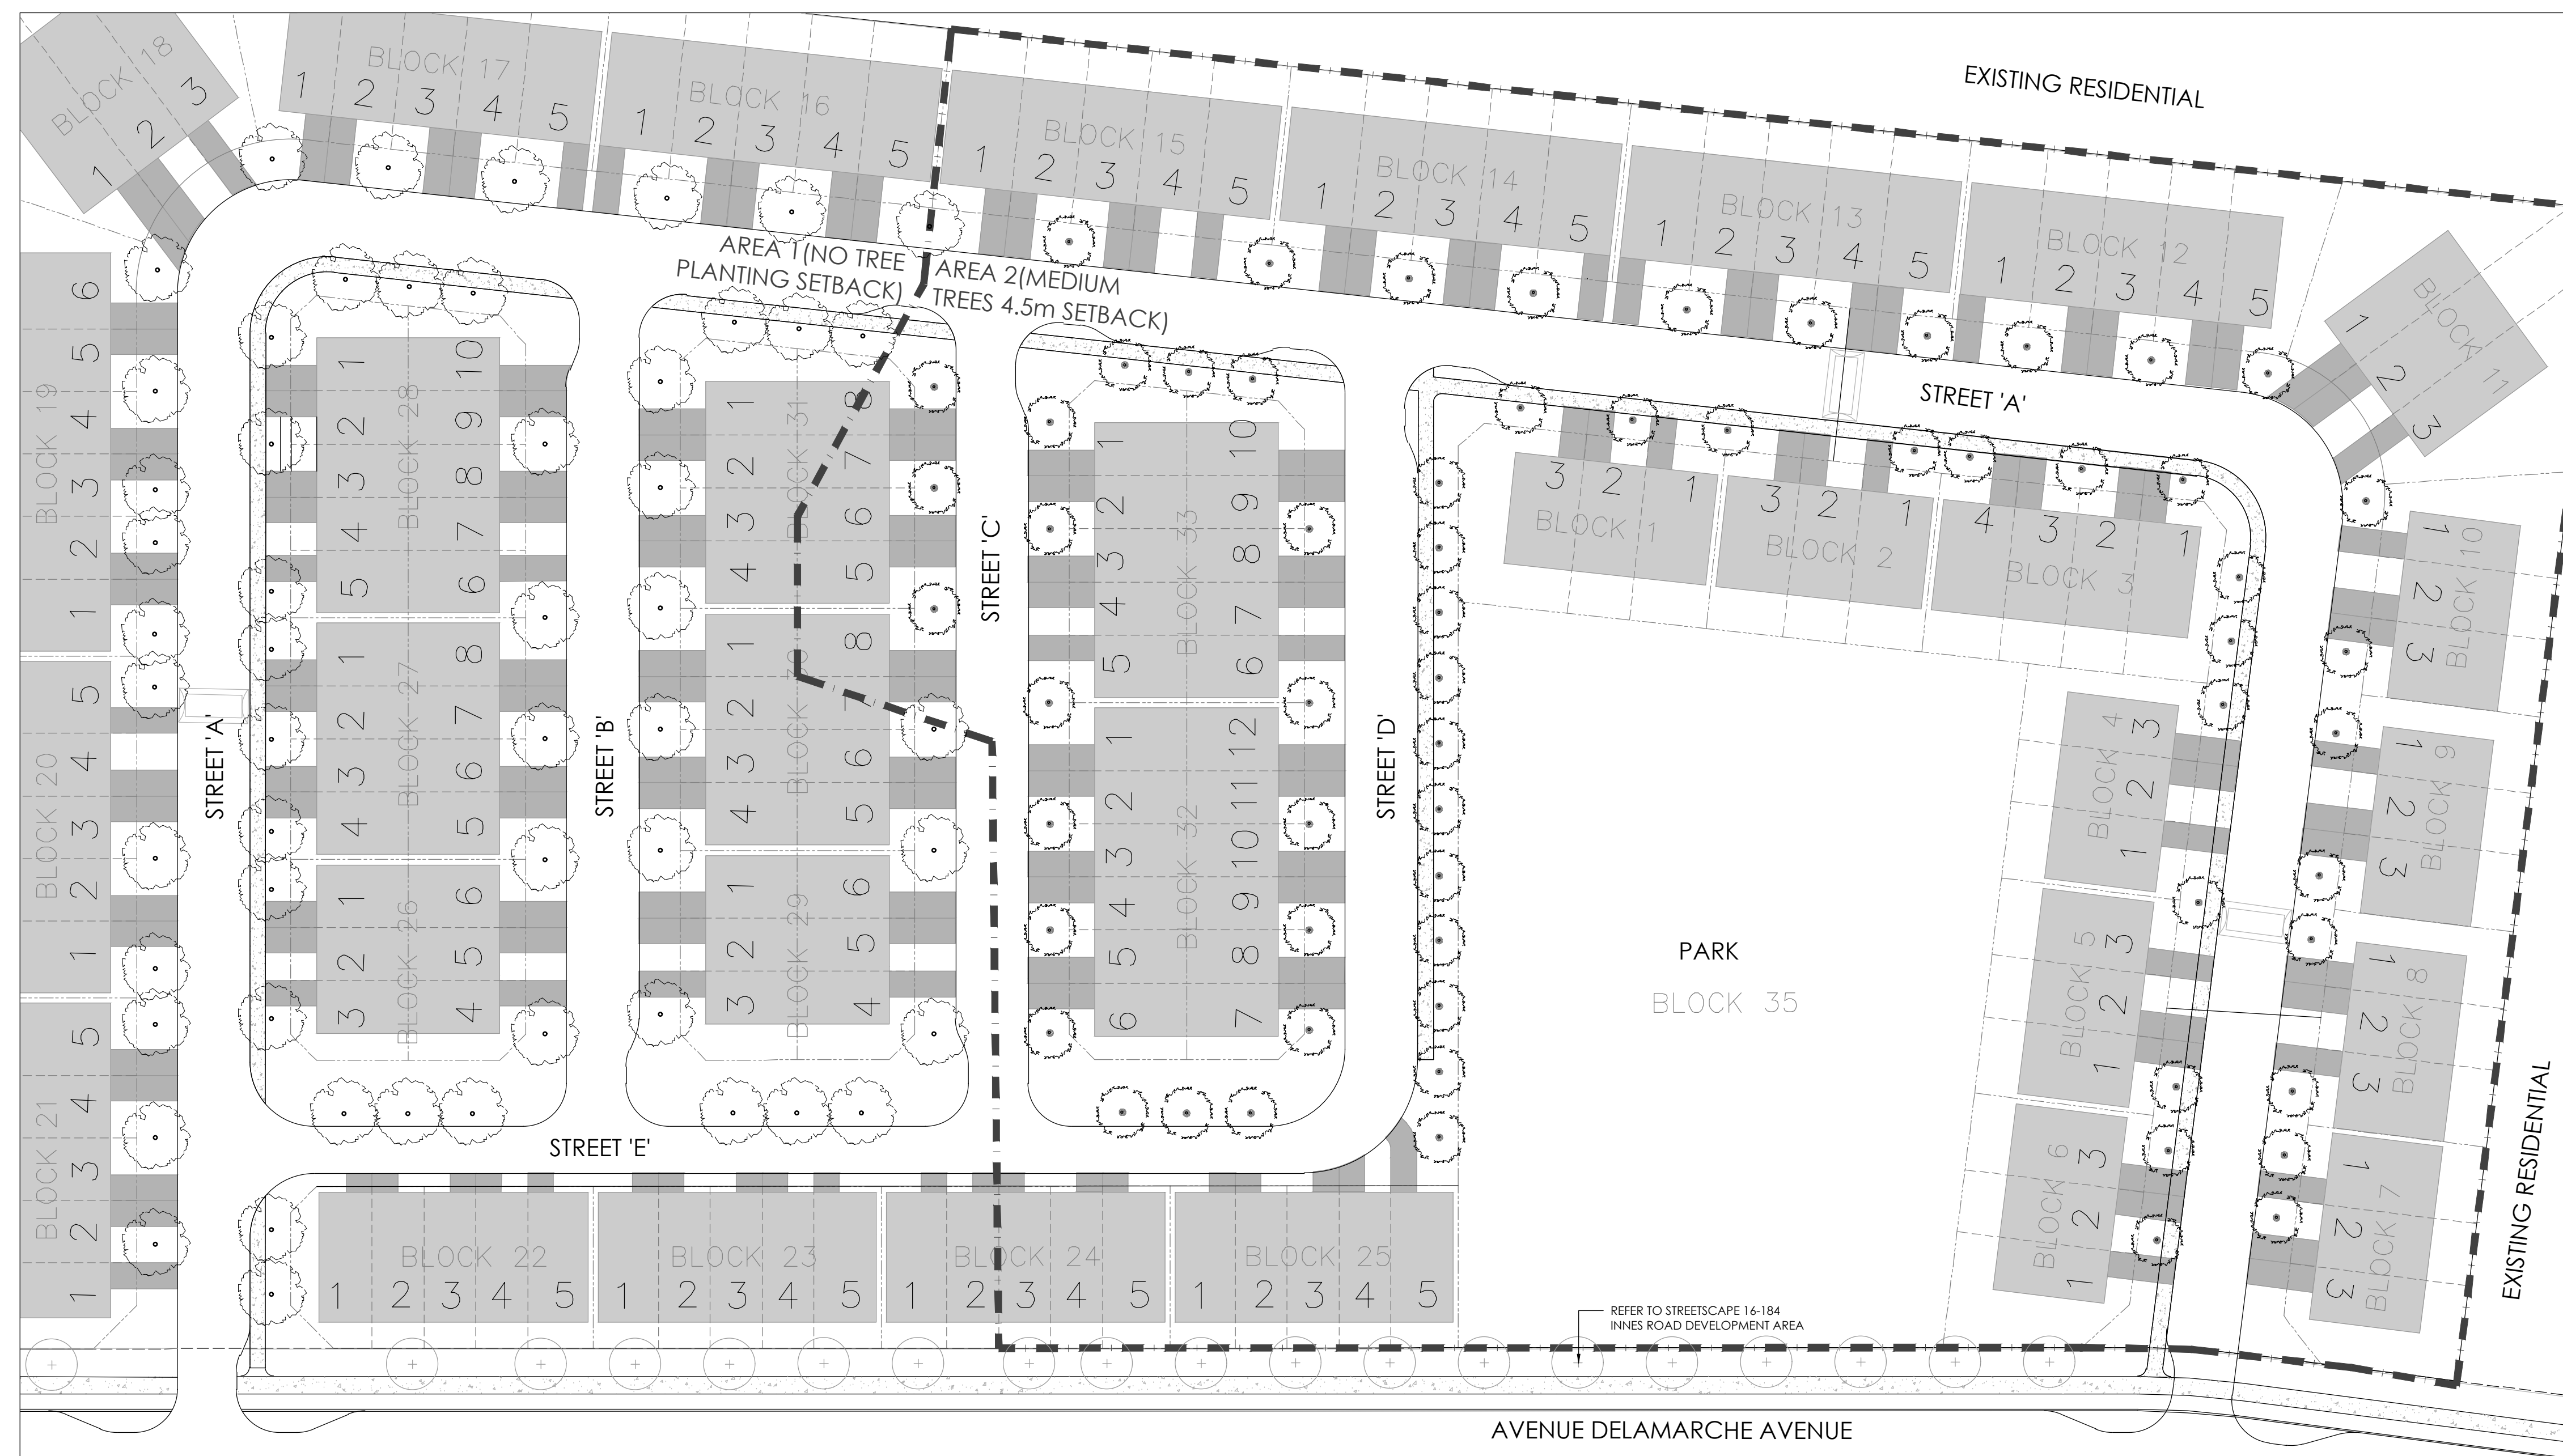 EXISTING RESIDENTIAL
BLOCK 18
1 2 3
BLOCK 17
1 2 3 4 5
BLOCK 16
1 2 3 4 5
BLOCK 15
1 2 3 4 5
BLOCK 14
1 2 3 4 5
BLOCK 13
1 2 3 4 5
BLOCK 12
1 2 3 4 5
BLOCK 11
1 2 3
AREA 1(NO TREE
PLANTING SETBACK)
AREA 2(MEDIUM
TREES 4.5m SETBACK)
STREET 'A'
BLOCK 19
6 5 4 3 2 1
BLOCK 20
5 4 3 2 1
BLOCK 21
5 4 3 2 1
STREET 'A'
BLOCK 28
1 2 3 4 5
10 9 8 7 6
BLOCK 27
1 2 3 4
8 7 6 5
BLOCK 26
1 2 3
6 5 4
STREET 'B'
BLOCK 31
1 2 3 4
8 7 6 5
BLOCK 30
1 2 3 4
8 7 6 5
BLOCK 29
1 2 3
6 5 4
STREET 'C'
BLOCK 33
1 2 3 4 5
10 9 8 7 6
BLOCK 32
1 2 3 4 5 6
12 11 10 9 8 7
STREET 'D'
BLOCK 1
3 2 1
BLOCK 2
3 2 1
BLOCK 3
4 3 2 1
BLOCK 4
3 2 1
BLOCK 5
3 2 1
BLOCK 6
3 2 1
PARK
BLOCK 35
BLOCK 10
1 2 3
BLOCK 9
1 2 3
BLOCK 8
1 2 3
BLOCK 7
1 2 3
EXISTING RESIDENTIAL
STREET 'E'
BLOCK 22
1 2 3 4 5
BLOCK 23
1 2 3 4 5
BLOCK 24
1 2 3 4 5
BLOCK 25
1 2 3 4 5
REFER TO STREETSCAPE 16-184
INNES ROAD DEVELOPMENT AREA
AVENUE DELAMARCHE AVENUE